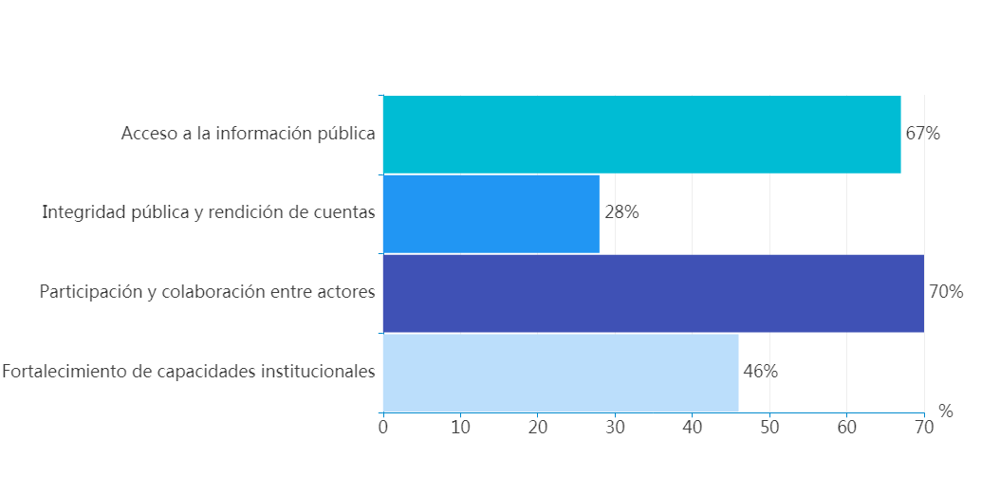 Acceso a la información pública
67%
Integridad pública y rendición de cuentas
28%
Participación y colaboración entre actores
70%
Fortalecimiento de capacidades institucionales
46%
%
0 10 20 30 40 50 60 70